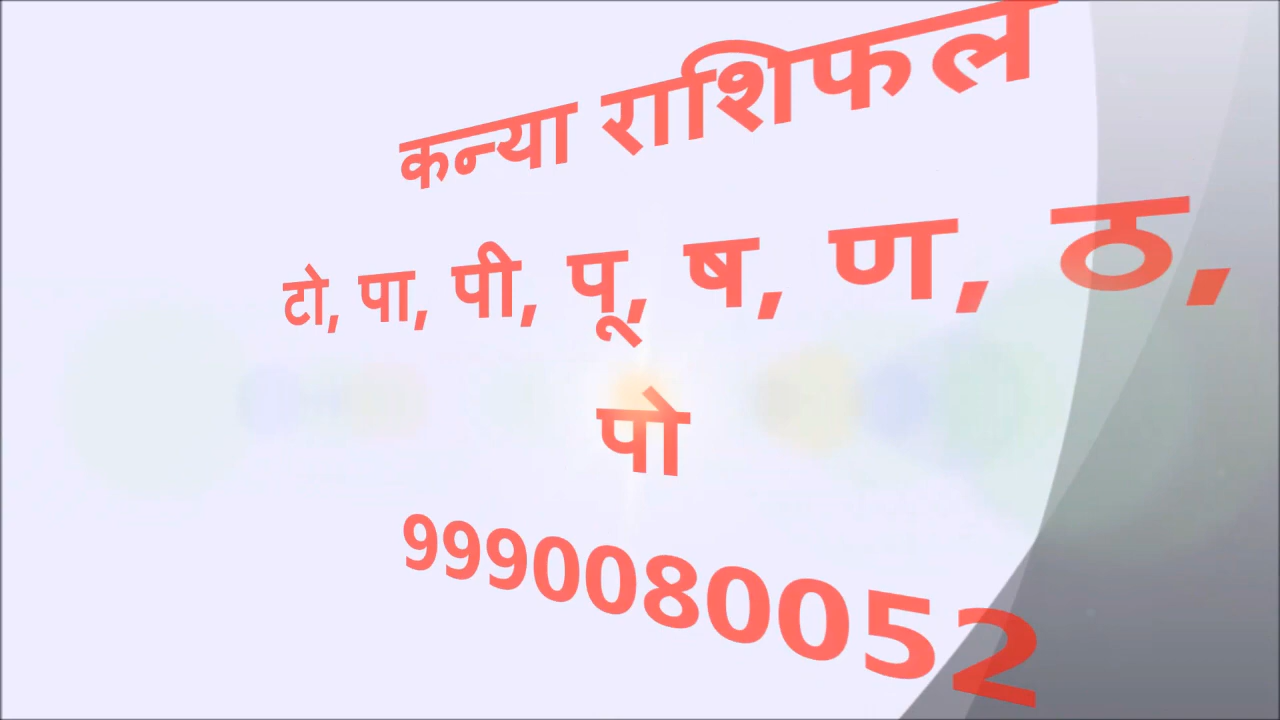 कन्या राशिफल
टो, पा, पी, पू, ष, ण, ठ,
पो
9990080052